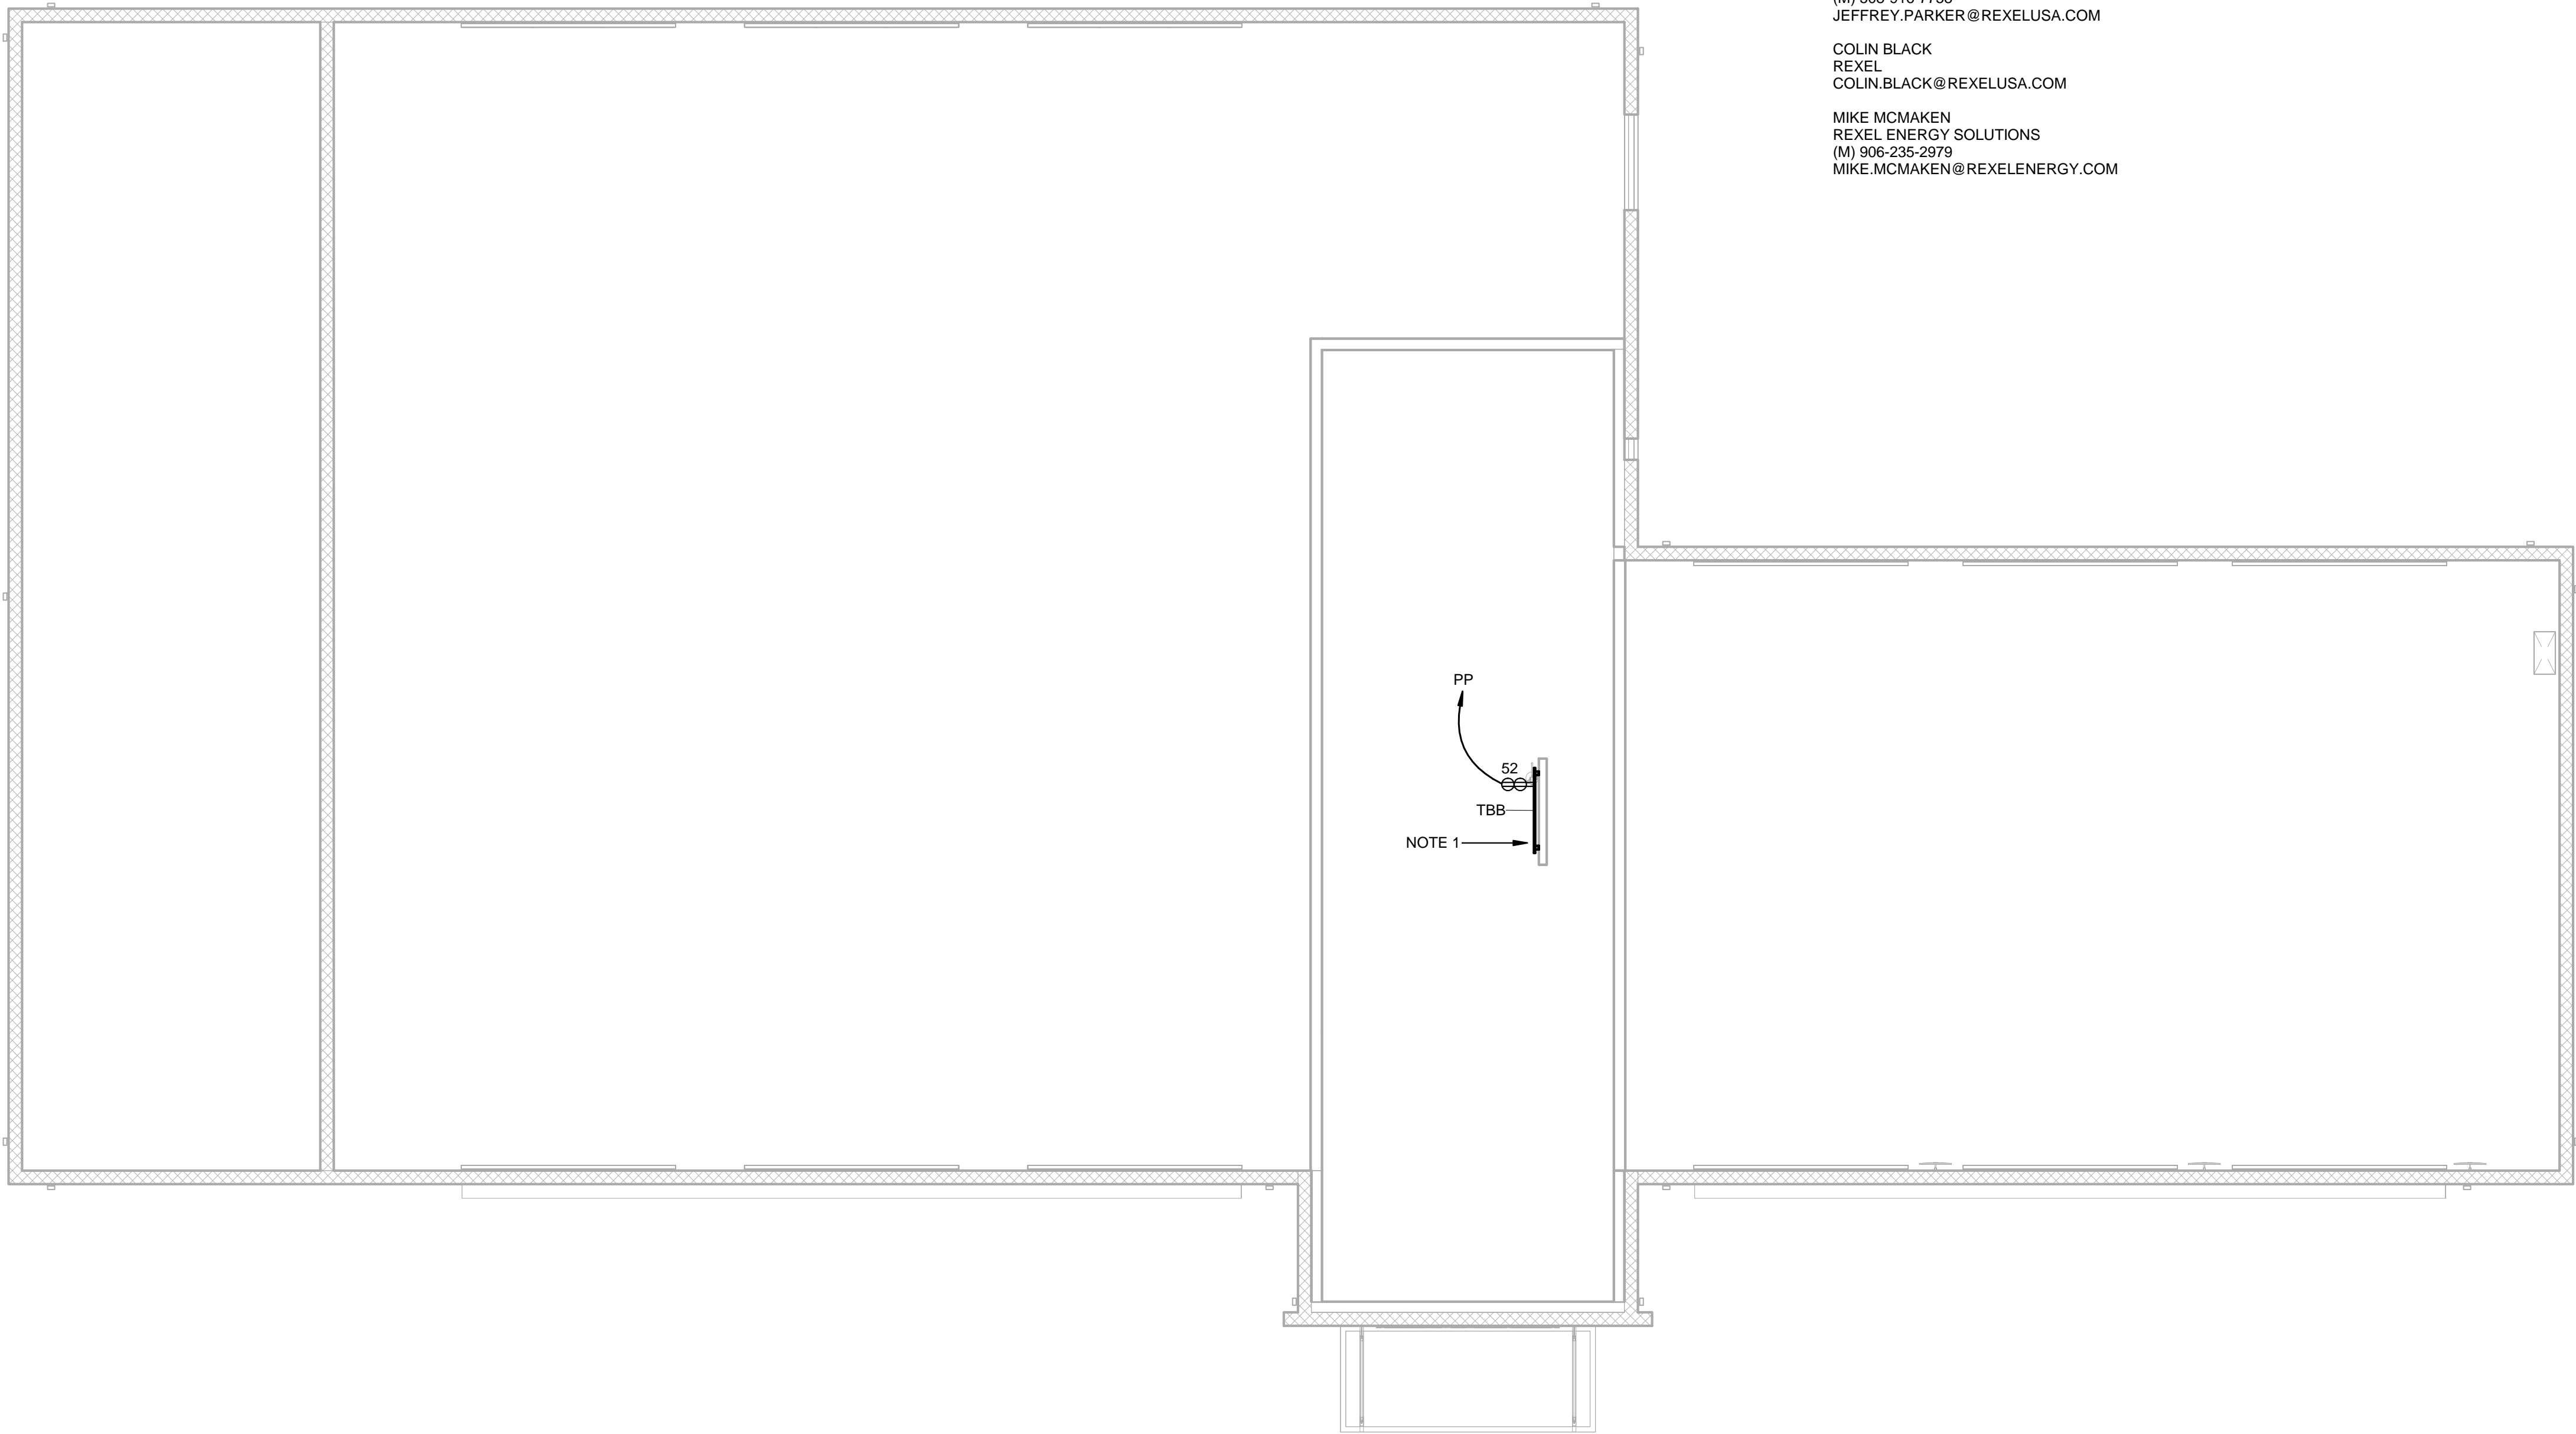 JEFFREY.PARKER@REXELUSA.COM
COLIN BLACK
REXEL
COLIN.BLACK@REXELUSA.COM
MIKE MCMAKEN
REXEL ENERGY SOLUTIONS
(M) 906-235-2979
MIKE.MCMAKEN@REXELENERGY.COM
PP
52
TBB
NOTE 1